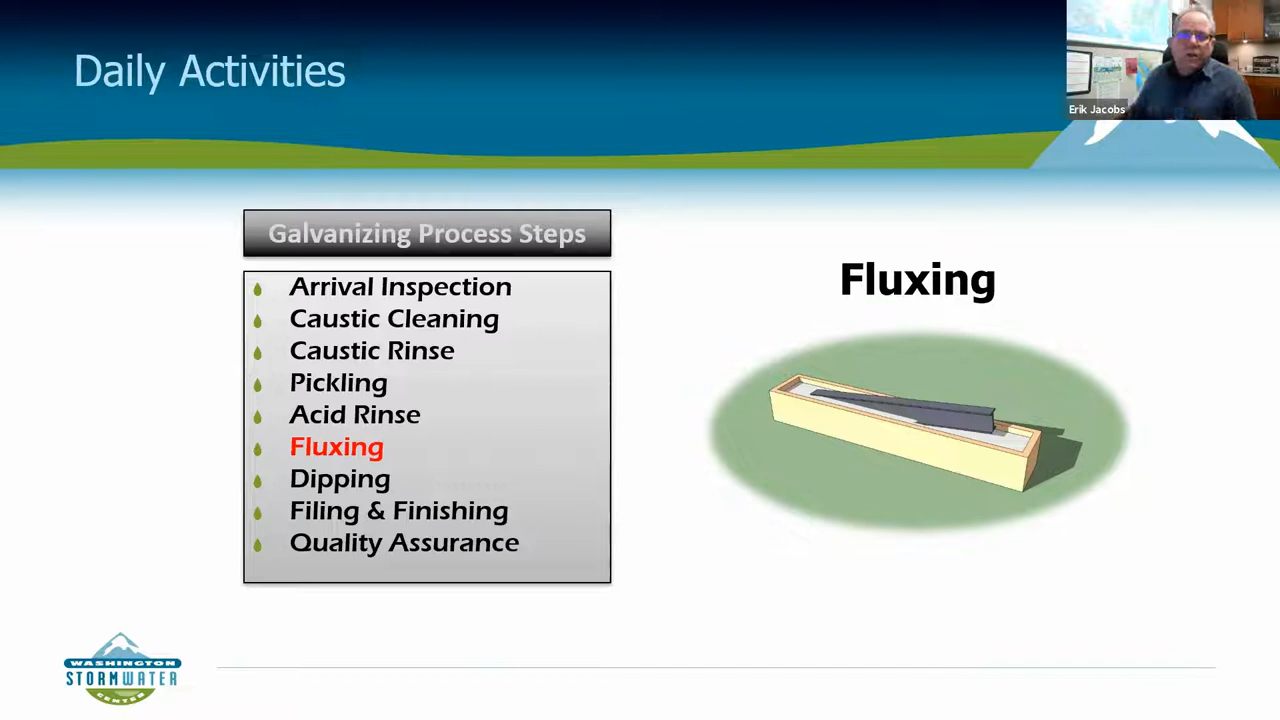 Daily Activities
Erik Jacobs
Galvanizing Process Steps
Arrival Inspection
Caustic Cleaning
Caustic Rinse
Pickling
Acid Rinse
Fluxing
Dipping
Filing & Finishing
Quality Assurance
Fluxing
WASHINGTON
STORMWATER
CENTER